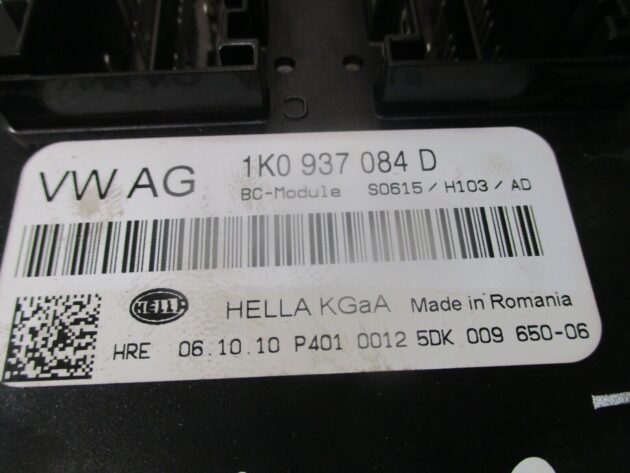 C
VW AG 1K0 937 084 D
BC-Module S0615 / H103 / AD
HELLA HELLA KGaA Made in Romania
HRE 06.10.10 P401 0012 5DK 009 650-06